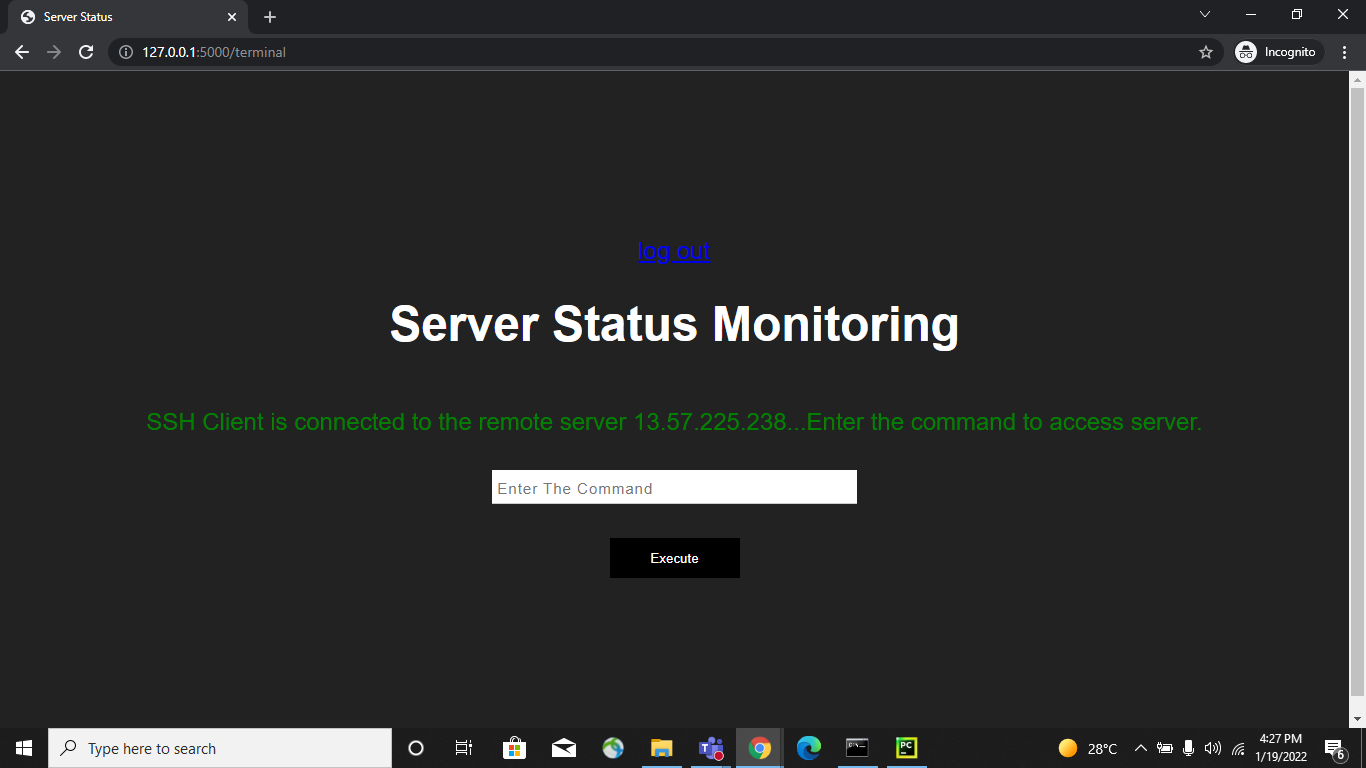 Server Status
127.0.0.1:5000/terminal
Incognito
log out
Server Status Monitoring
SSH Client is connected to the remote server 13.57.225.238...Enter the command to access server.
Enter The Command
Execute
Type here to search
PC
28°C
4:27 PM
1/19/2022
6